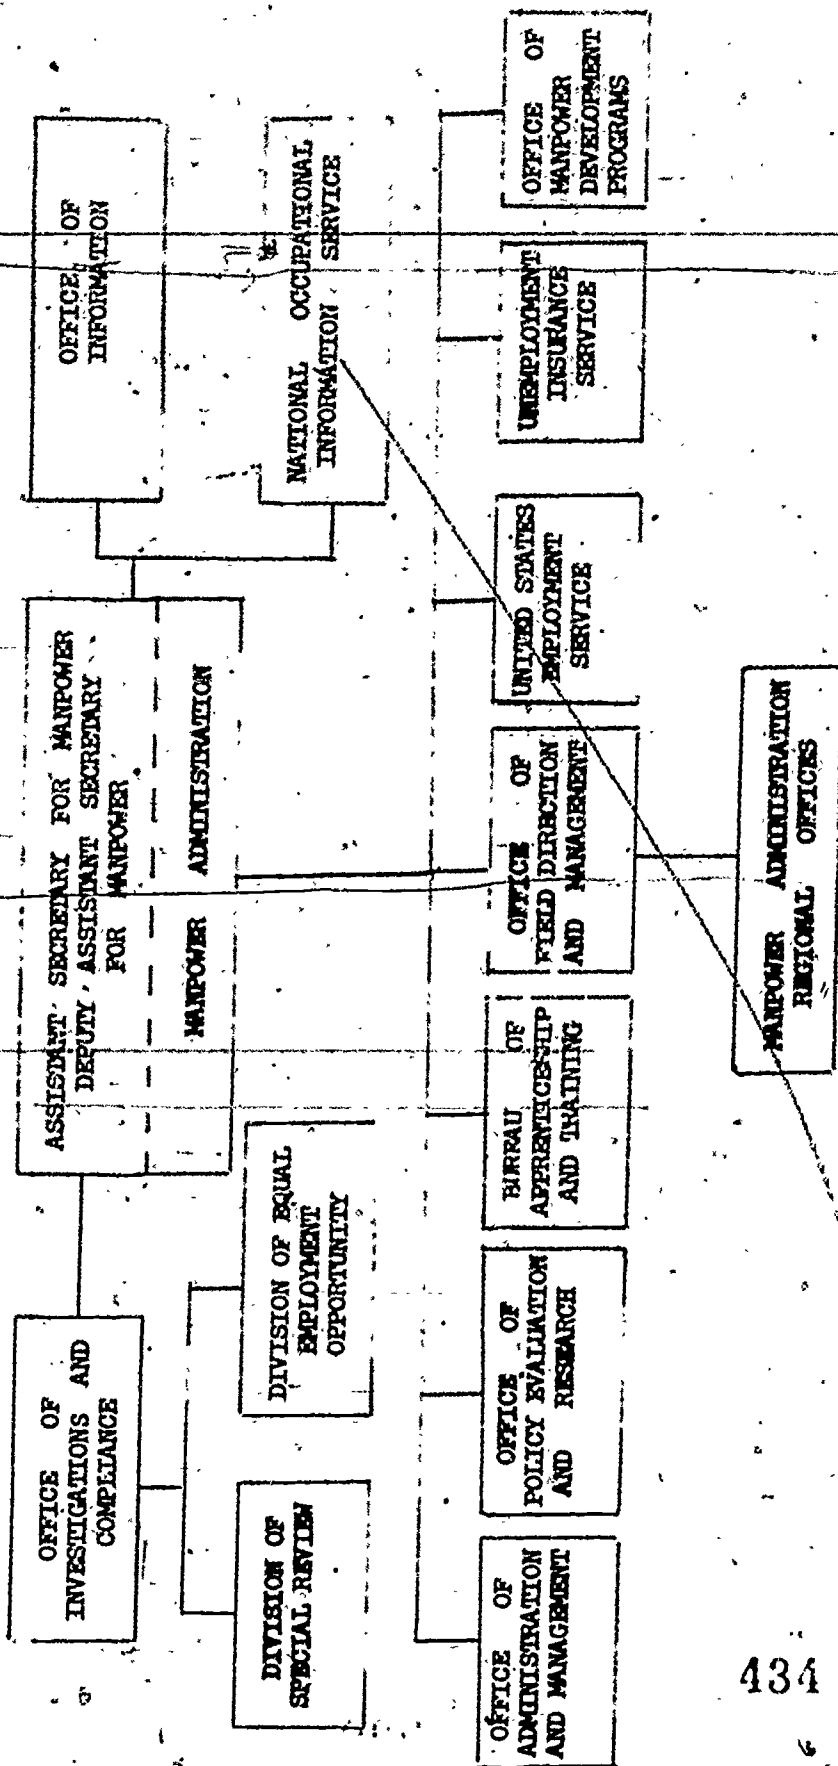 OFFICE OF
INVESTIGATIONS AND
COMPLIANCE
ASSISTANT SECRETARY FOR MANPOWER
DEPUTY ASSISTANT SECRETARY
FOR MANPOWER
MANPOWER ADMINISTRATION
OFFICE OF
INFORMATION
DIVISION OF
SPECIAL REVIEW
DIVISION OF EQUAL
EMPLOYMENT
OPPORTUNITY
NATIONAL OCCUPATIONAL
INFORMATION SERVICE
OFFICE OF
ADMINISTRATION
AND MANAGEMENT
OFFICE OF
POLICY EVALUATION
AND RESEARCH
BUREAU OF
APPRENTICESHIP
AND TRAINING
OFFICE OF
FIELD DIRECTION
AND MANAGEMENT
UNITED STATES
EMPLOYMENT
SERVICE
UNEMPLOYMENT
INSURANCE
SERVICE
OFFICE OF
MANPOWER
DEVELOPMENT
PROGRAMS
MANPOWER ADMINISTRATION
REGIONAL OFFICES
434